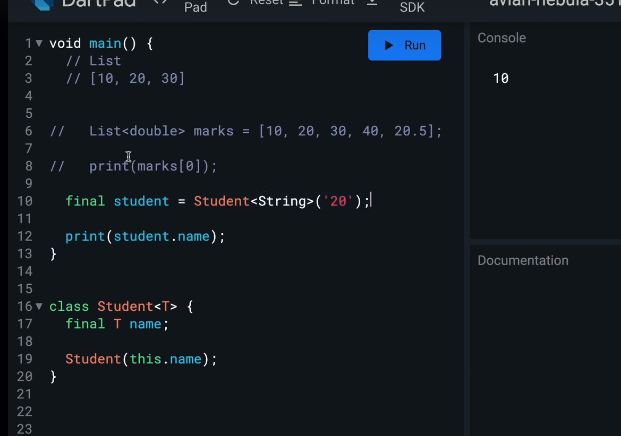 DartPad
<> Pad
Reset
Format
SDK
avian-nebula-351
1 void main() {
2 // List
3 // [10, 20, 30]
4
5
6 // List<double> marks = [10, 20, 30, 40, 20.5];
7
8 // print(marks[0]);
9
10 final student = Student<String>('20');
11
12 print(student.name);
13 }
14
15
16 class Student<T> {
17 final T name;
18
19 Student(this.name);
20 }
21
22
23
Run
Console
10
Documentation